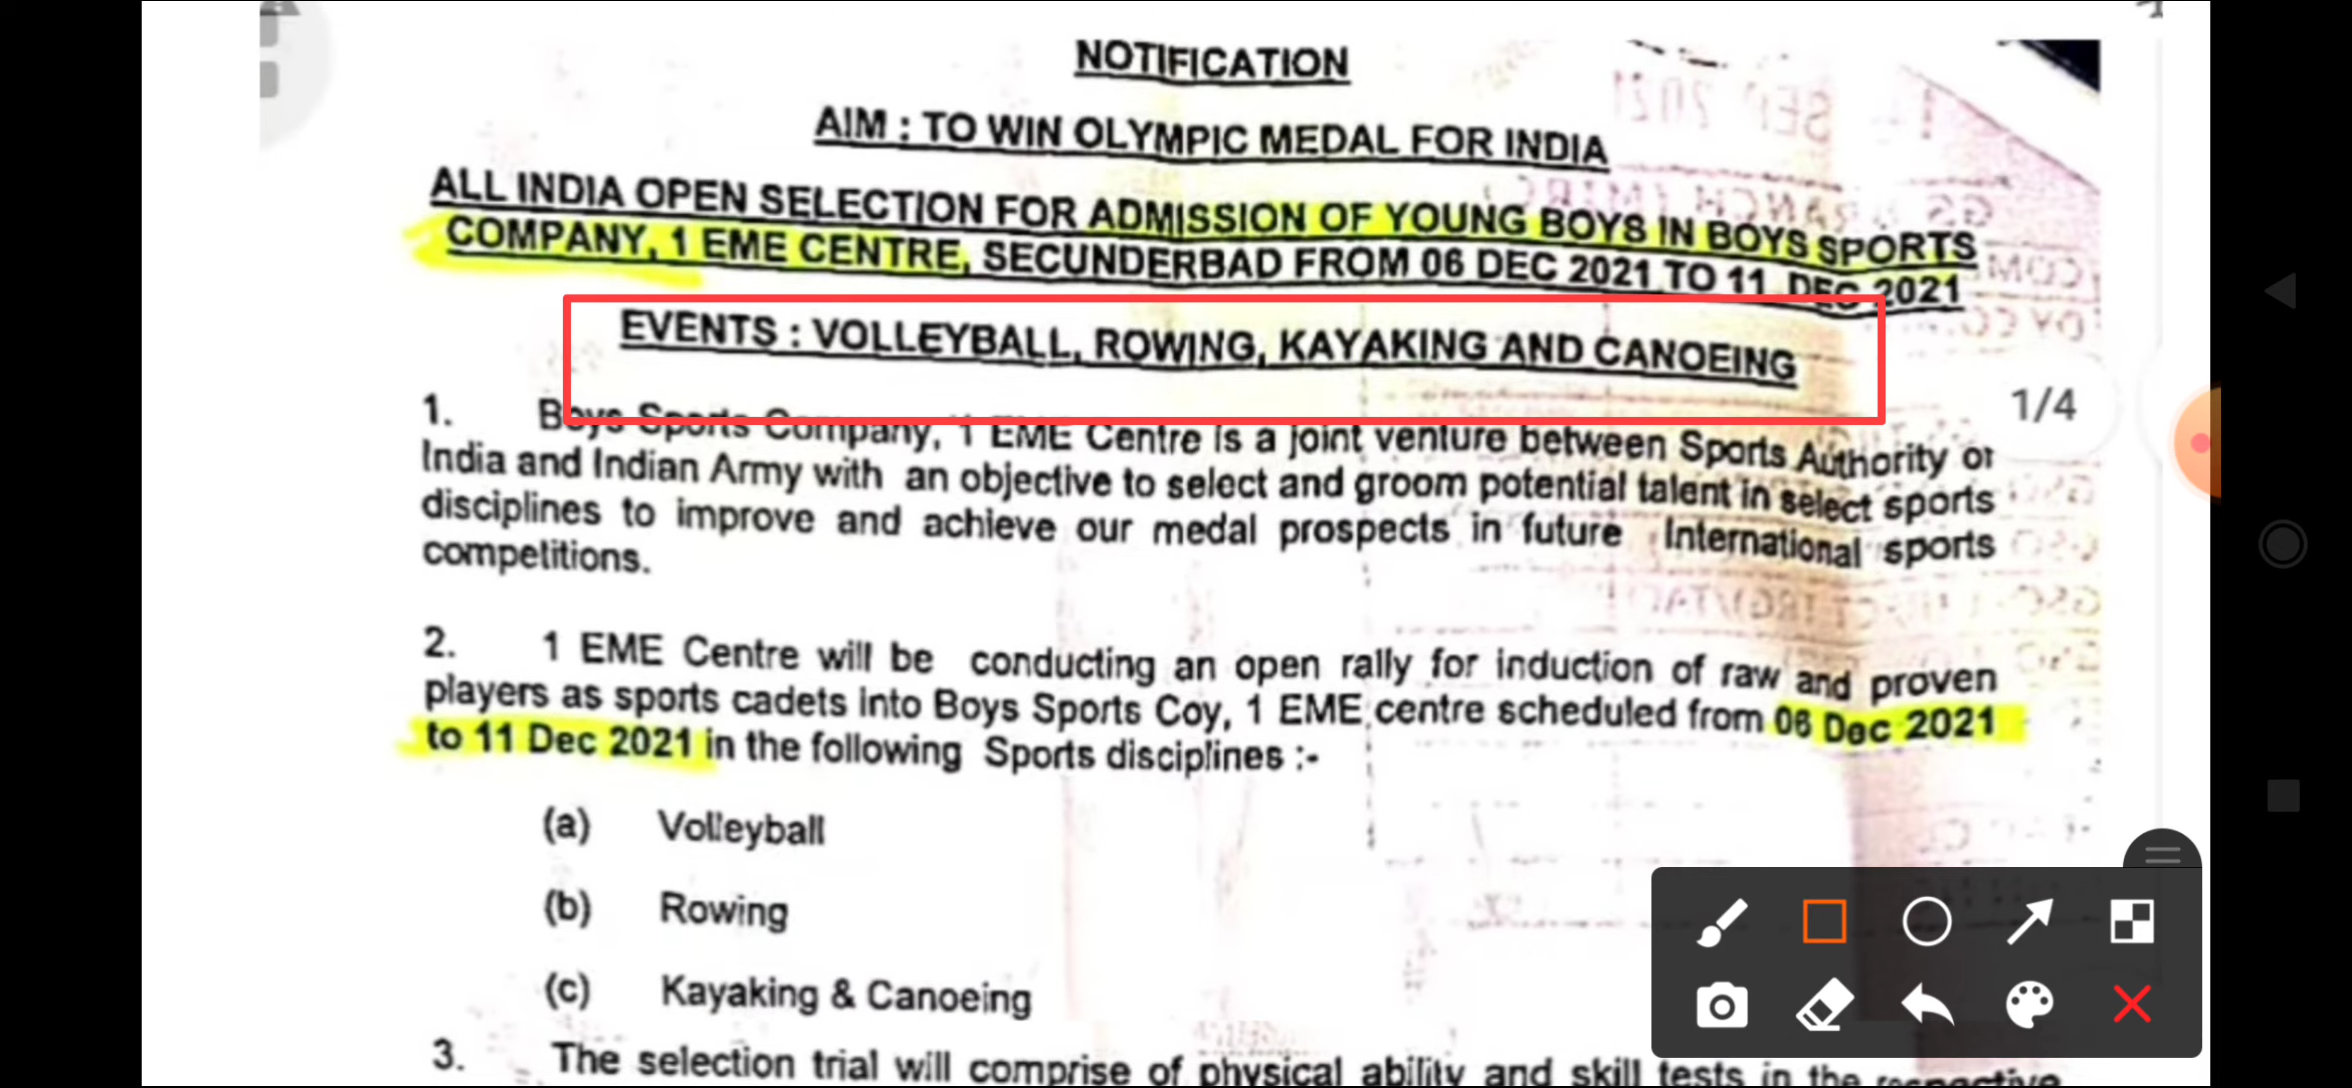 NOTIFICATION
AIM : TO WIN OLYMPIC MEDAL FOR INDIA
ALL INDIA OPEN SELECTION FOR ADMISSION OF YOUNG BOYS IN BOYS SPORTS
COMPANY, 1 EME CENTRE, SECUNDERBAD FROM 06 DEC 2021 TO 11 DEC 2021
EVENTS : VOLLEYBALL, ROWING, KAYAKING AND CANOEING
1/4
1. Boys Sports Company, 1 EME Centre is a joint venture between Sports Authority of
India and Indian Army with an objective to select and groom potential talent in select sports
disciplines to improve and achieve our medal prospects in future International sports
competitions.
2. 1 EME Centre will be conducting an open rally for induction of raw and proven
players as sports cadets into Boys Sports Coy, 1 EME centre scheduled from 06 Dec 2021
to 11 Dec 2021 in the following Sports disciplines :-
(a) Volleyball
(b) Rowing
(c) Kayaking & Canoeing
3. The selection trial will comprise of physical ability and skill tests in the respective